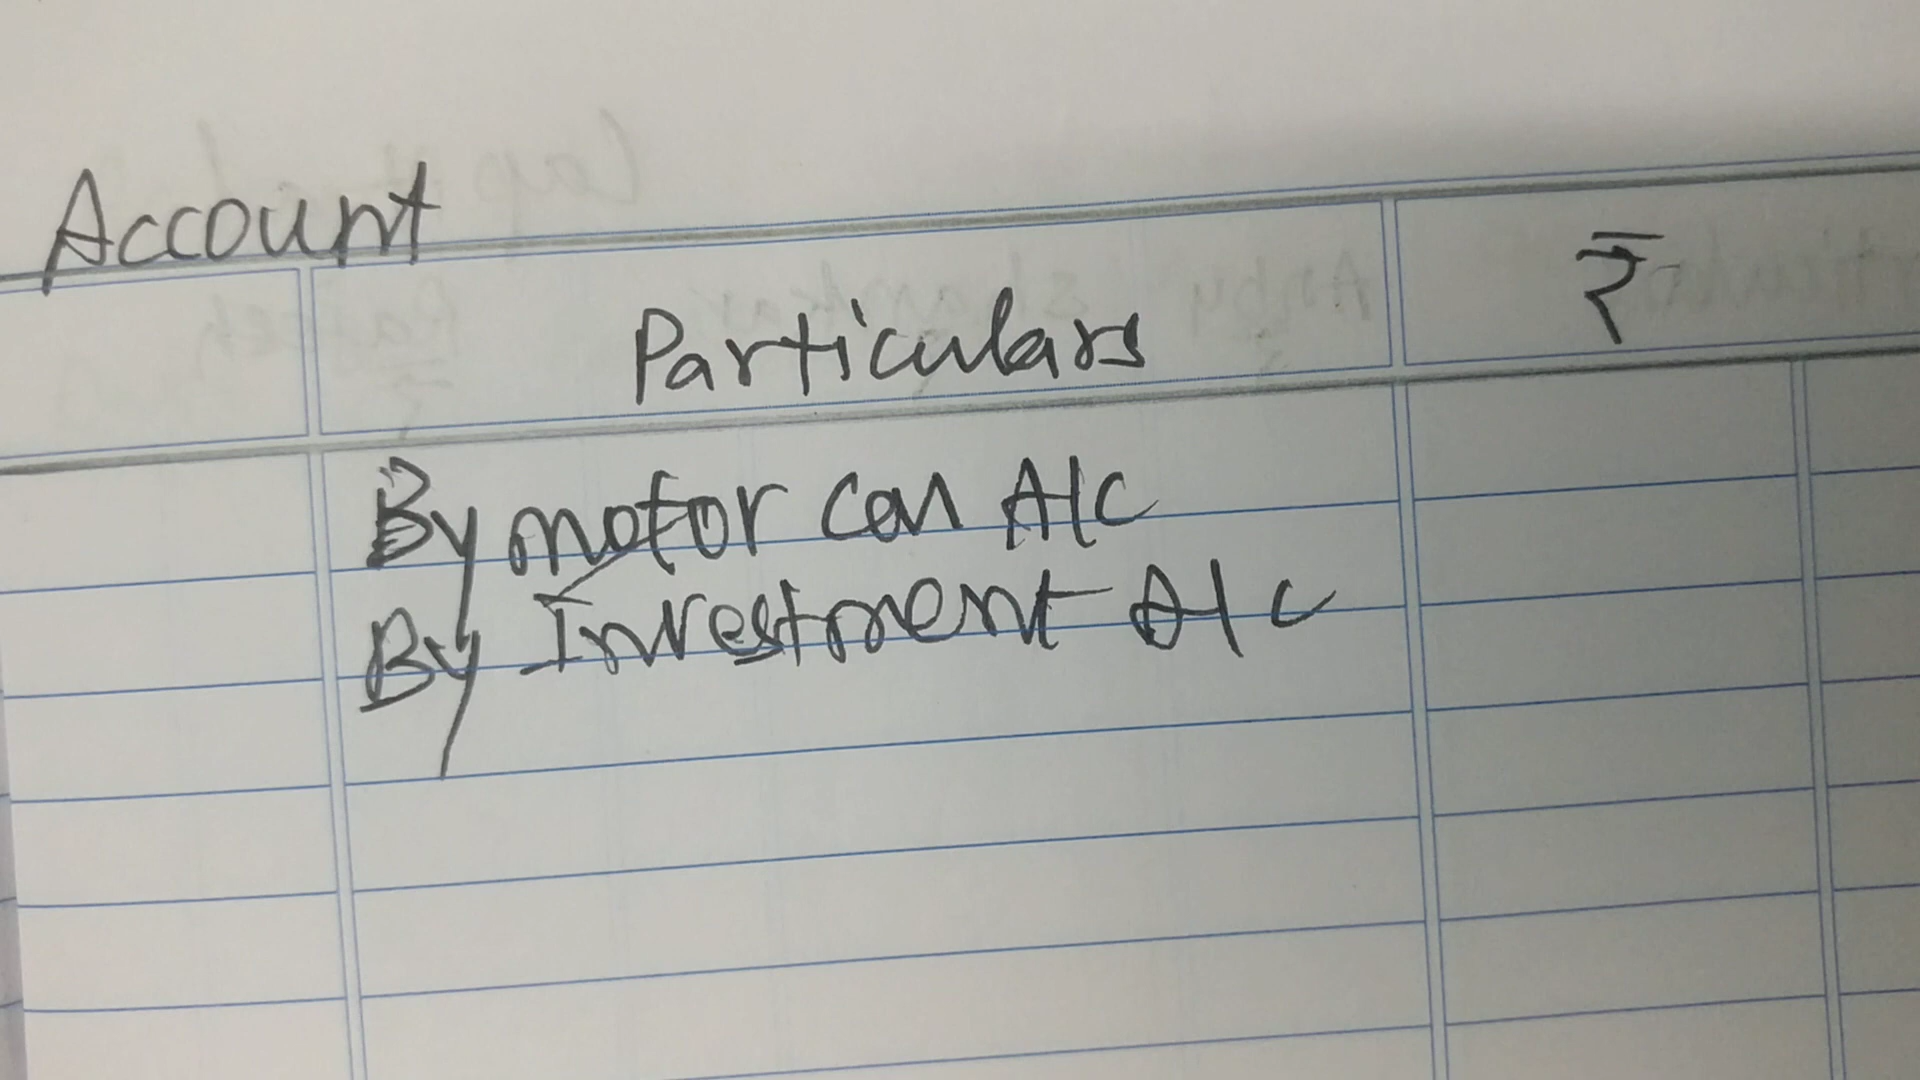 Account
Particulars ₹
By motor car A/c
By Investment A/c